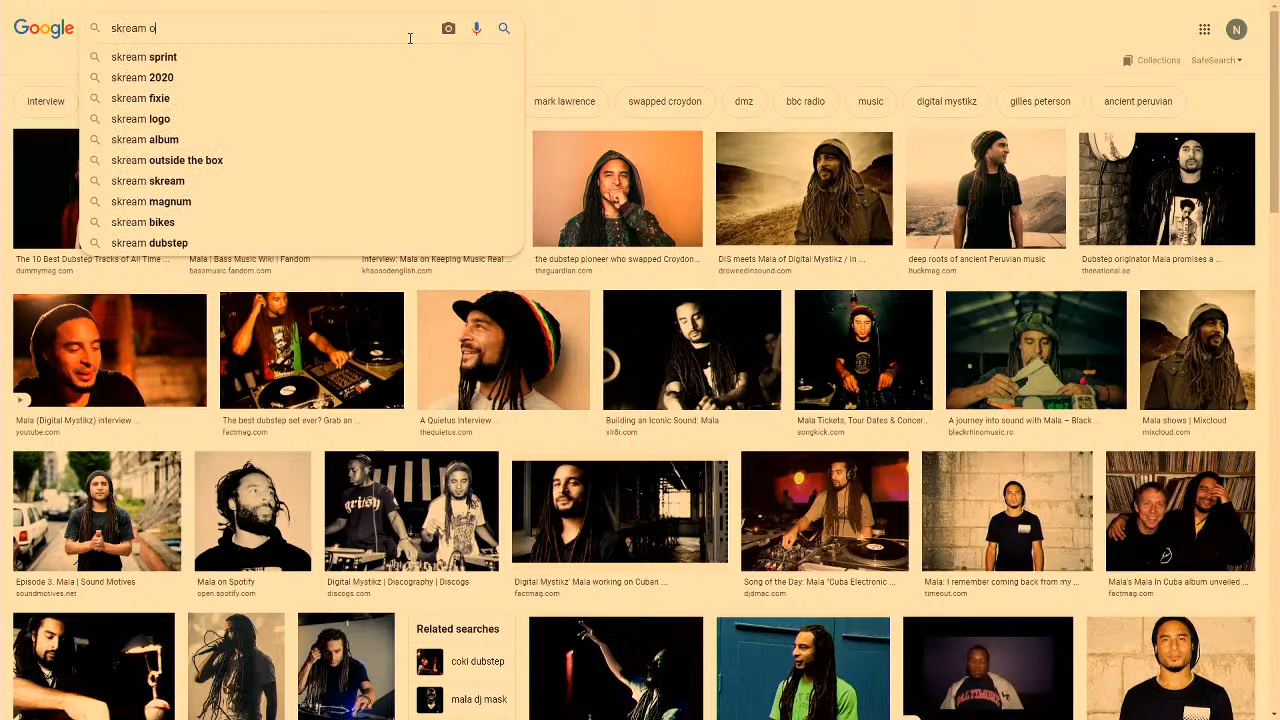 Google
skream o
N
skream sprint
skream 2020
skream fixie
skream logo
skream album
skream outside the box
skream skream
skream magnum
skream bikes
skream dubstep
Collections
SafeSearch
interview
mark lawrence
swapped croydon
dmz
bbc radio
music
digital mystikz
gilles peterson
ancient peruvian
The 10 Best Dubstep Tracks of All Time ...
dummymag.com
Mala | Bass Music Wiki | Fandom
bassmusic.fandom.com
Interview: Mala on Keeping Music Real ...
khaosodenglish.com
the dubstep pioneer who swapped Croydon...
theguardian.com
DiS meets Mala of Digital Mystikz / In ...
drownedinsound.com
deep roots of ancient Peruvian music
huckmag.com
Dubstep originator Mala promises a ...
thenational.ae
Mala (Digital Mystikz) interview ...
youtube.com
The best dubstep set ever? Grab an ...
factmag.com
A Quietus Interview ...
thequietus.com
Building an Iconic Sound: Mala
xlr8r.com
Mala Tickets, Tour Dates & Concer...
songkick.com
A journey into sound with Mala – Black ...
blackrhinomusic.ro
Mala shows | Mixcloud
mixcloud.com
Episode 3. Mala | Sound Motives
soundmotives.net
Mala on Spotify
open.spotify.com
Digital Mystikz | Discography | Discogs
discogs.com
Digital Mystikz' Mala working on Cuban ...
factmag.com
Song of the Day: Mala "Cuba Electronic ...
djdmac.com
Mala: I remember coming back from my ...
timeout.com
Mala's Mala In Cuba album unveiled ...
factmag.com
Related searches
coki dubstep
mala dj mask